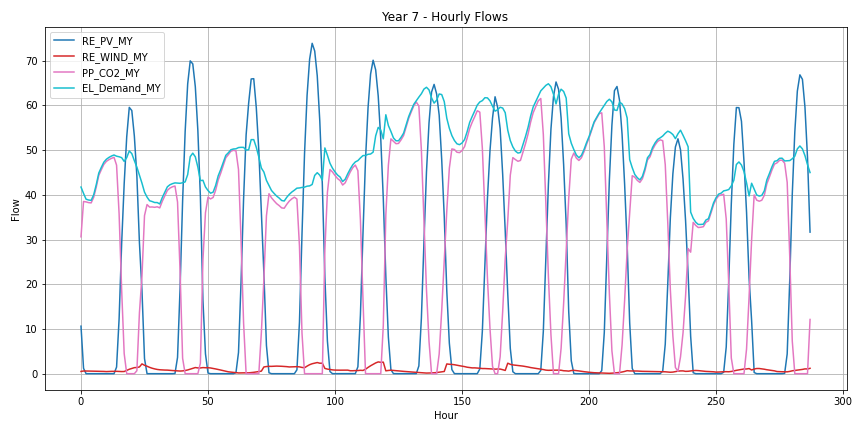 Year 7 - Hourly Flows
RE_PV_MY
RE_WIND_MY
PP_CO2_MY
EL_Demand_MY
Flow
70
60
50
40
30
20
10
0
0 50 100 150 200 250 300
Hour